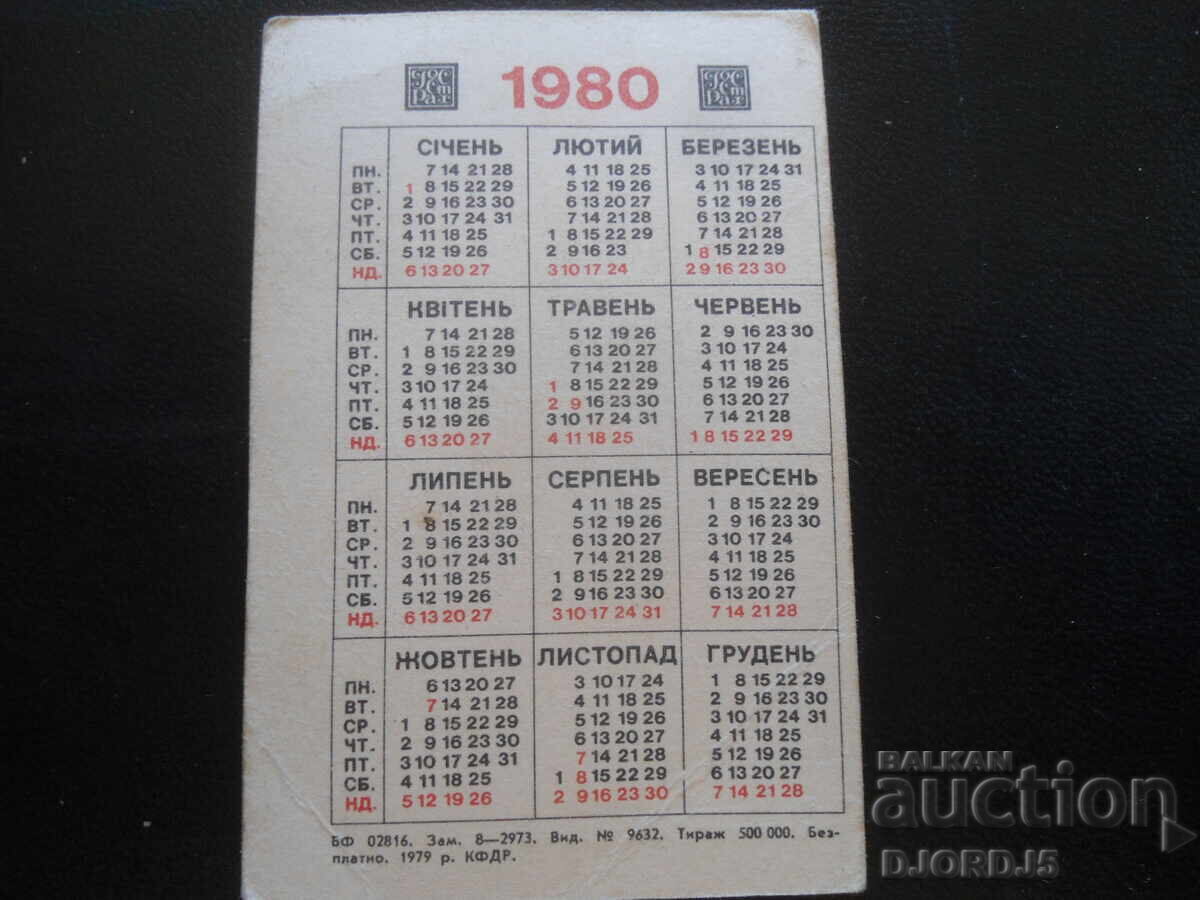 1980
СІЧЕНЬ ЛЮТИЙ БЕРЕЗЕНЬ
ПН. 7 14 21 28 4 11 18 25 3 10 17 24 31
ВТ. 1 8 15 22 29 5 12 19 26 4 11 18 25
СР. 2 9 16 23 30 6 13 20 27 5 12 19 26
ЧТ. 3 10 17 24 31 7 14 21 28 6 13 20 27
ПТ. 4 11 18 25 1 8 15 22 29 7 14 21 28
СБ. 5 12 19 26 2 9 16 23 1 8 15 22 29
НД. 6 13 20 27 3 10 17 24 2 9 16 23 30
КВІТЕНЬ ТРАВЕНЬ ЧЕРВЕНЬ
ПН. 7 14 21 28 5 12 19 26 2 9 16 23 30
ВТ. 1 8 15 22 29 6 13 20 27 3 10 17 24
СР. 2 9 16 23 30 7 14 21 28 4 11 18 25
ЧТ. 3 10 17 24 1 8 15 22 29 5 12 19 26
ПТ. 4 11 18 25 2 9 16 23 30 6 13 20 27
СБ. 5 12 19 26 3 10 17 24 31 7 14 21 28
НД. 6 13 20 27 4 11 18 25 1 8 15 22 29
ЛИПЕНЬ СЕРПЕНЬ ВЕРЕСЕНЬ
ПН. 7 14 21 28 4 11 18 25 1 8 15 22 29
ВТ. 1 8 15 22 29 5 12 19 26 2 9 16 23 30
СР. 2 9 16 23 30 6 13 20 27 3 10 17 24
ЧТ. 3 10 17 24 31 7 14 21 28 4 11 18 25
ПТ. 4 11 18 25 1 8 15 22 29 5 12 19 26
СБ. 5 12 19 26 2 9 16 23 30 6 13 20 27
НД. 6 13 20 27 3 10 17 24 31 7 14 21 28
ЖОВТЕНЬ ЛИСТОПАД ГРУДЕНЬ
ПН. 6 13 20 27 3 10 17 24 1 8 15 22 29
ВТ. 7 14 21 28 4 11 18 25 2 9 16 23 30
СР. 1 8 15 22 29 5 12 19 26 3 10 17 24 31
ЧТ. 2 9 16 23 30 6 13 20 27 4 11 18 25
ПТ. 3 10 17 24 31 7 14 21 28 5 12 19 26
СБ. 4 11 18 25 1 8 15 22 29 6 13 20 27
НД. 5 12 19 26 2 9 16 23 30 7 14 21 28
БФ 02816. Зам. 8—2973. Вид. № 9632. Тираж 500 000. Без-
платно. 1979 р. КФДР.
BALKAN
auction
DJORDJ5